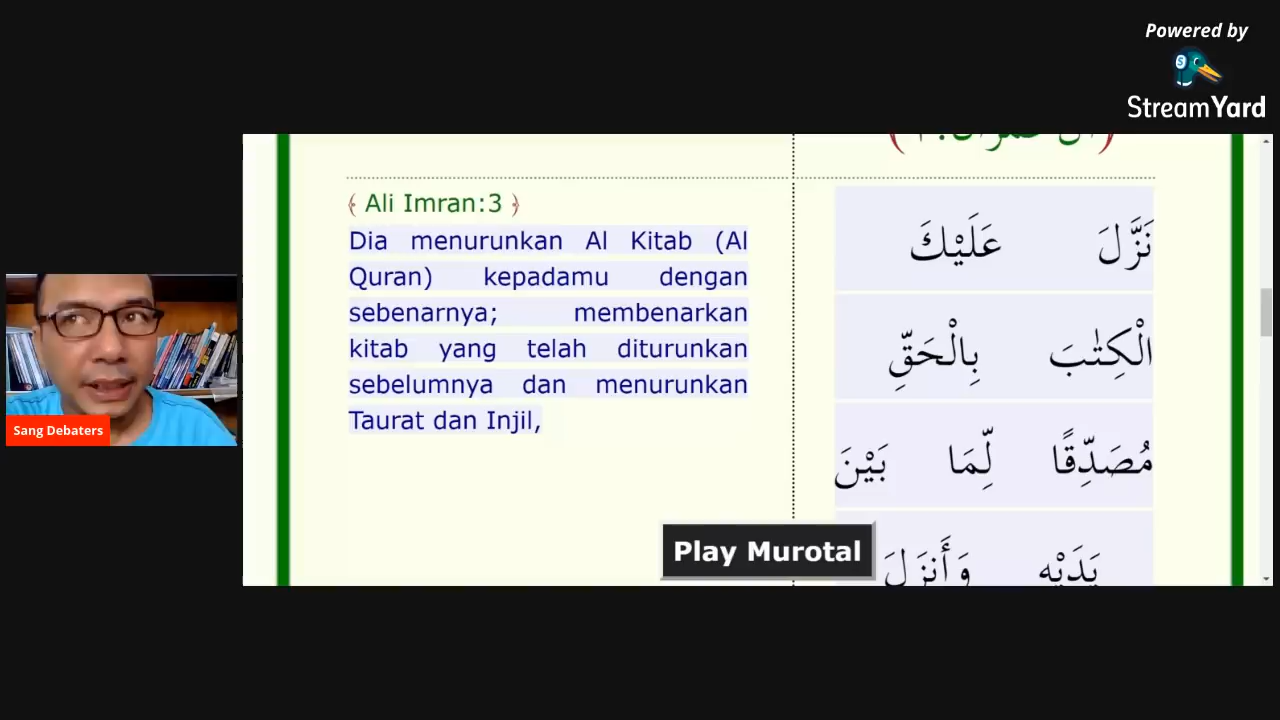 Powered by
StreamYard
﴾ Ali Imran:3 ﴿
Dia menurunkan Al Kitab (Al
Quran) kepadamu dengan
sebenarnya; membenarkan
kitab yang telah diturunkan
sebelumnya dan menurunkan
Taurat dan Injil,
نَزَّلَ عَلَيْكَ
الْكِتٰبَ بِالْحَقِّ
مُصَدِّقًا لِّمَا بَيْنَ
يَدَيْهِ وَأَنزَلَ
Play Murotal
Sang Debaters